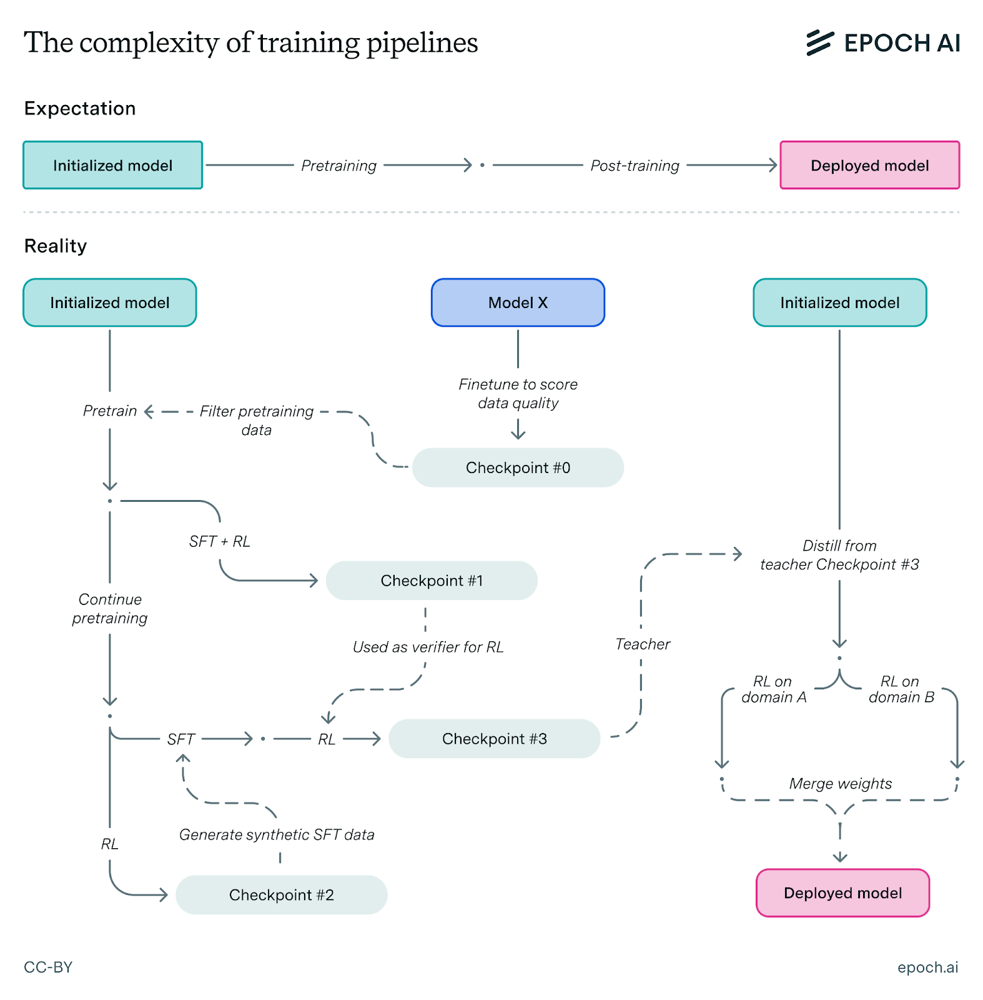 The complexity of training pipelines
EPOCH AI
Expectation
Initialized model
Pretraining
Post-training
Deployed model
Reality
Initialized model
Model X
Initialized model
Finetune to score
data quality
Pretrain
Filter pretraining
data
Checkpoint #0
SFT + RL
Distill from
teacher Checkpoint #3
Checkpoint #1
Continue
pretraining
Used as verifier for RL
Teacher
RL on
domain A
RL on
domain B
SFT
RL
Checkpoint #3
Merge weights
Generate synthetic SFT data
RL
Checkpoint #2
Deployed model
CC-BY
epoch.ai